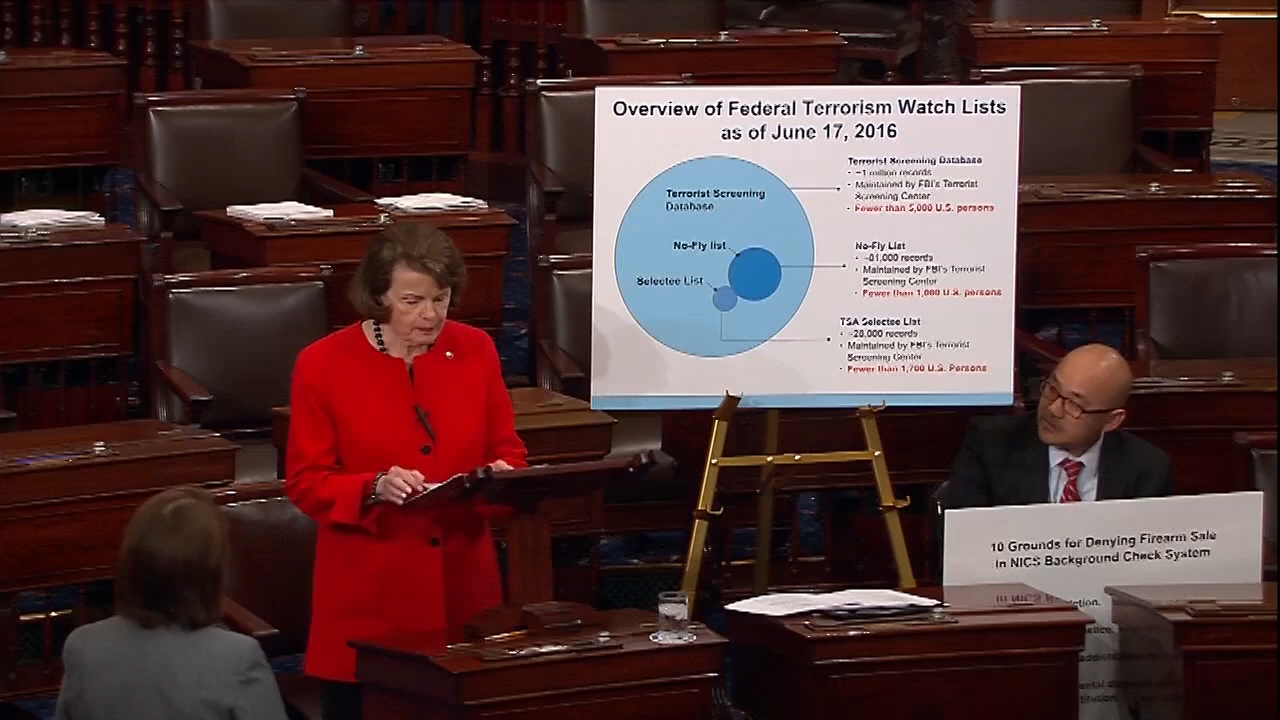 Overview of Federal Terrorism Watch Lists
as of June 17, 2016
Terrorist Screening
Database
No-Fly list
Selectee List
Terrorist Screening Database
• ~1 million records
• Maintained by FBI's Terrorist
Screening Center
• Fewer than 5,000 U.S. persons
No-Fly List
• ~81,000 records
• Maintained by FBI's Terrorist
Screening Center
• Fewer than 1,000 U.S. persons
TSA Selectee List
• ~28,000 records
• Maintained by FBI's Terrorist
Screening Center
• Fewer than 1,700 U.S. Persons
10 Grounds for Denying Firearm Sale
in NICS Background Check System